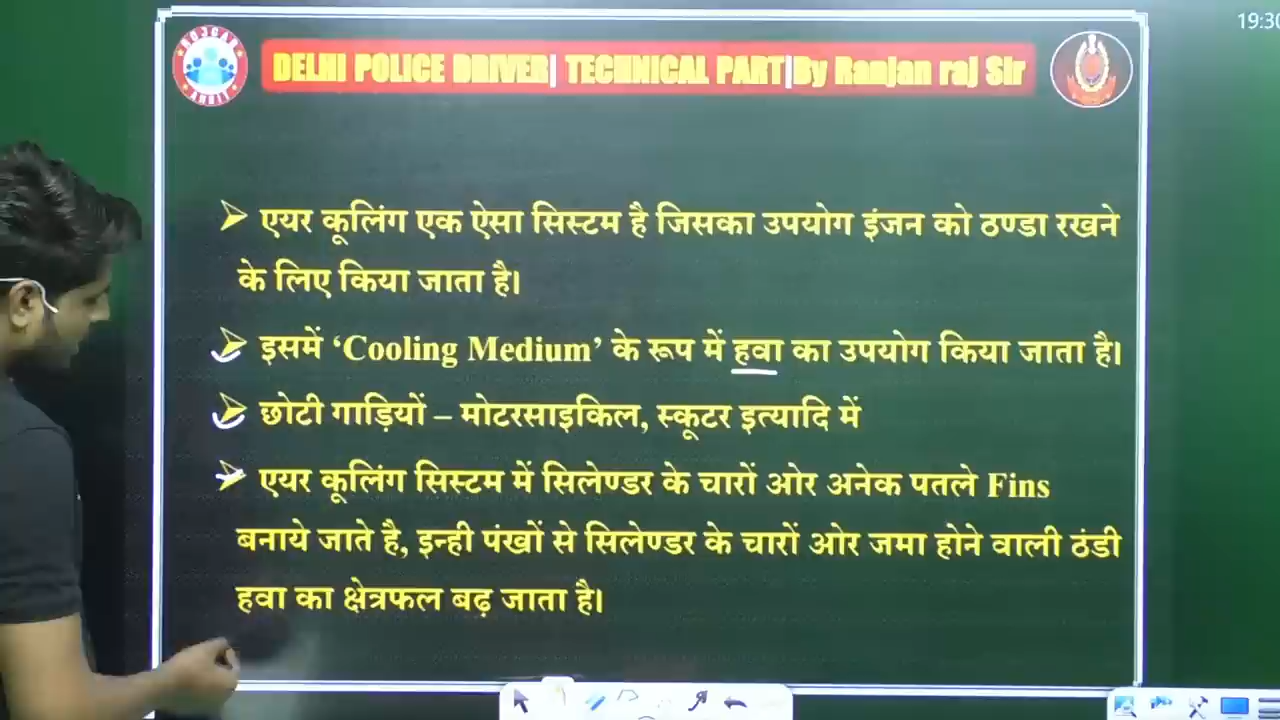 19:30
ROJGAR
DELHI POLICE DRIVER| TECHNICAL PART|By Ranjan raj Sir
ANKIT
एयर कूलिंग एक ऐसा सिस्टम है जिसका उपयोग इंजन को ठण्डा रखने
के लिए किया जाता है।
इसमें ‘Cooling Medium’ के रूप में हवा का उपयोग किया जाता है।
छोटी गाड़ियों – मोटरसाइकिल, स्कूटर इत्यादि में
एयर कूलिंग सिस्टम में सिलेण्डर के चारों ओर अनेक पतले Fins
बनाये जाते है, इन्ही पंखों से सिलेण्डर के चारों ओर जमा होने वाली ठंडी
हवा का क्षेत्रफल बढ़ जाता है।